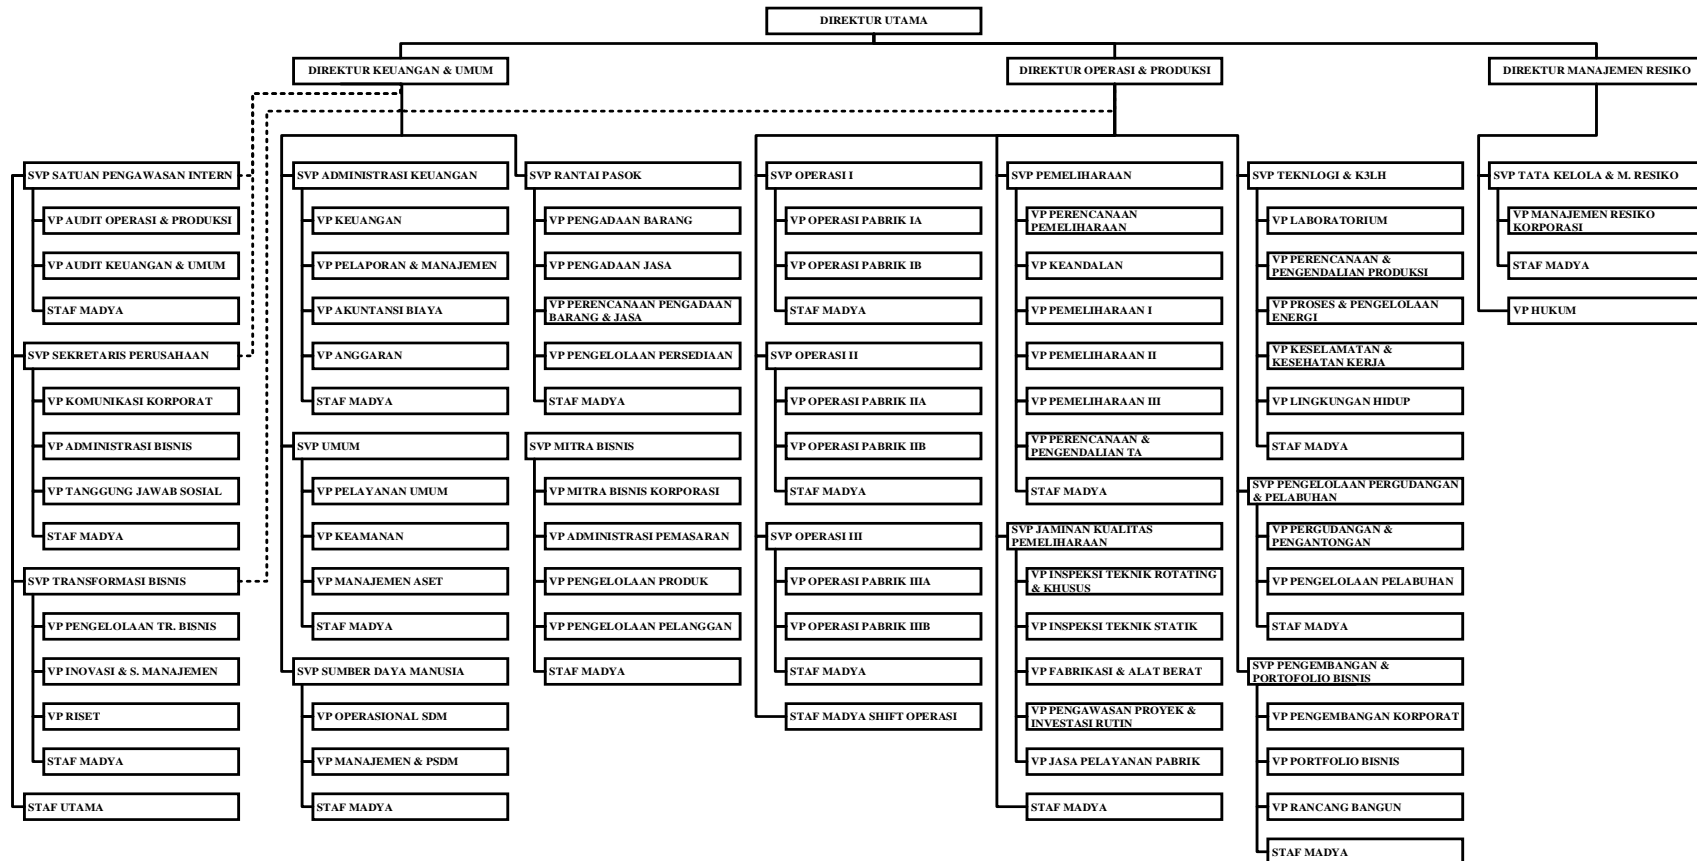 DIREKTUR UTAMA
DIREKTUR KEUANGAN & UMUM
DIREKTUR OPERASI & PRODUKSI
DIREKTUR MANAJEMEN RESIKO
SVP SATUAN PENGAWASAN INTERN
VP AUDIT OPERASI & PRODUKSI
VP AUDIT KEUANGAN & UMUM
STAF MADYA
SVP SEKRETARIS PERUSAHAAN
VP KOMUNIKASI KORPORAT
VP ADMINISTRASI BISNIS
VP TANGGUNG JAWAB SOSIAL
STAF MADYA
SVP TRANSFORMASI BISNIS
VP PENGELOLAAN TR. BISNIS
VP INOVASI & S. MANAJEMEN
VP RISET
STAF MADYA
STAF UTAMA
SVP ADMINISTRASI KEUANGAN
VP KEUANGAN
VP PELAPORAN & MANAJEMEN
VP AKUNTANSI BIAYA
VP ANGGARAN
STAF MADYA
SVP UMUM
VP PELAYANAN UMUM
VP KEAMANAN
VP MANAJEMEN ASET
STAF MADYA
SVP SUMBER DAYA MANUSIA
VP OPERASIONAL SDM
VP MANAJEMEN & PSDM
STAF MADYA
SVP RANTAI PASOK
VP PENGADAAN BARANG
VP PENGADAAN JASA
VP PERENCANAAN PENGADAAN
BARANG & JASA
VP PENGELOLAAN PERSEDIAAN
STAF MADYA
SVP MITRA BISNIS
VP MITRA BISNIS KORPORASI
VP ADMINISTRASI PEMASARAN
VP PENGELOLAAN PRODUK
VP PENGELOLAAN PELANGGAN
STAF MADYA
SVP OPERASI I
VP OPERASI PABRIK IA
VP OPERASI PABRIK IB
STAF MADYA
SVP OPERASI II
VP OPERASI PABRIK IIA
VP OPERASI PABRIK IIB
STAF MADYA
SVP OPERASI III
VP OPERASI PABRIK IIIA
VP OPERASI PABRIK IIIB
STAF MADYA
STAF MADYA SHIFT OPERASI
SVP PEMELIHARAAN
VP PERENCANAAN
PEMELIHARAAN
VP KEANDALAN
VP PEMELIHARAAN I
VP PEMELIHARAAN II
VP PEMELIHARAAN III
VP PERENCANAAN &
PENGENDALIAN TA
STAF MADYA
SVP JAMINAN KUALITAS
PEMELIHARAAN
VP INSPEKSI TEKNIK ROTATING
& KHUSUS
VP INSPEKSI TEKNIK STATIK
VP FABRIKASI & ALAT BERAT
VP PENGAWASAN PROYEK &
INVESTASI RUTIN
VP JASA PELAYANAN PABRIK
STAF MADYA
SVP TEKNLOGI & K3LH
VP LABORATORIUM
VP PERENCANAAN &
PENGENDALIAN PRODUKSI
VP PROSES & PENGELOLAAN
ENERGI
VP KESELAMATAN &
KESEHATAN KERJA
VP LINGKUNGAN HIDUP
STAF MADYA
SVP PENGELOLAAN PERGUDANGAN
& PELABUHAN
VP PERGUDANGAN &
PENGANTONGAN
VP PENGELOLAAN PELABUHAN
STAF MADYA
SVP PENGEMBANGAN &
PORTOFOLIO BISNIS
VP PENGEMBANGAN KORPORAT
VP PORTFOLIO BISNIS
VP RANCANG BANGUN
STAF MADYA
SVP TATA KELOLA & M. RESIKO
VP MANAJEMEN RESIKO
KORPORASI
STAF MADYA
VP HUKUM